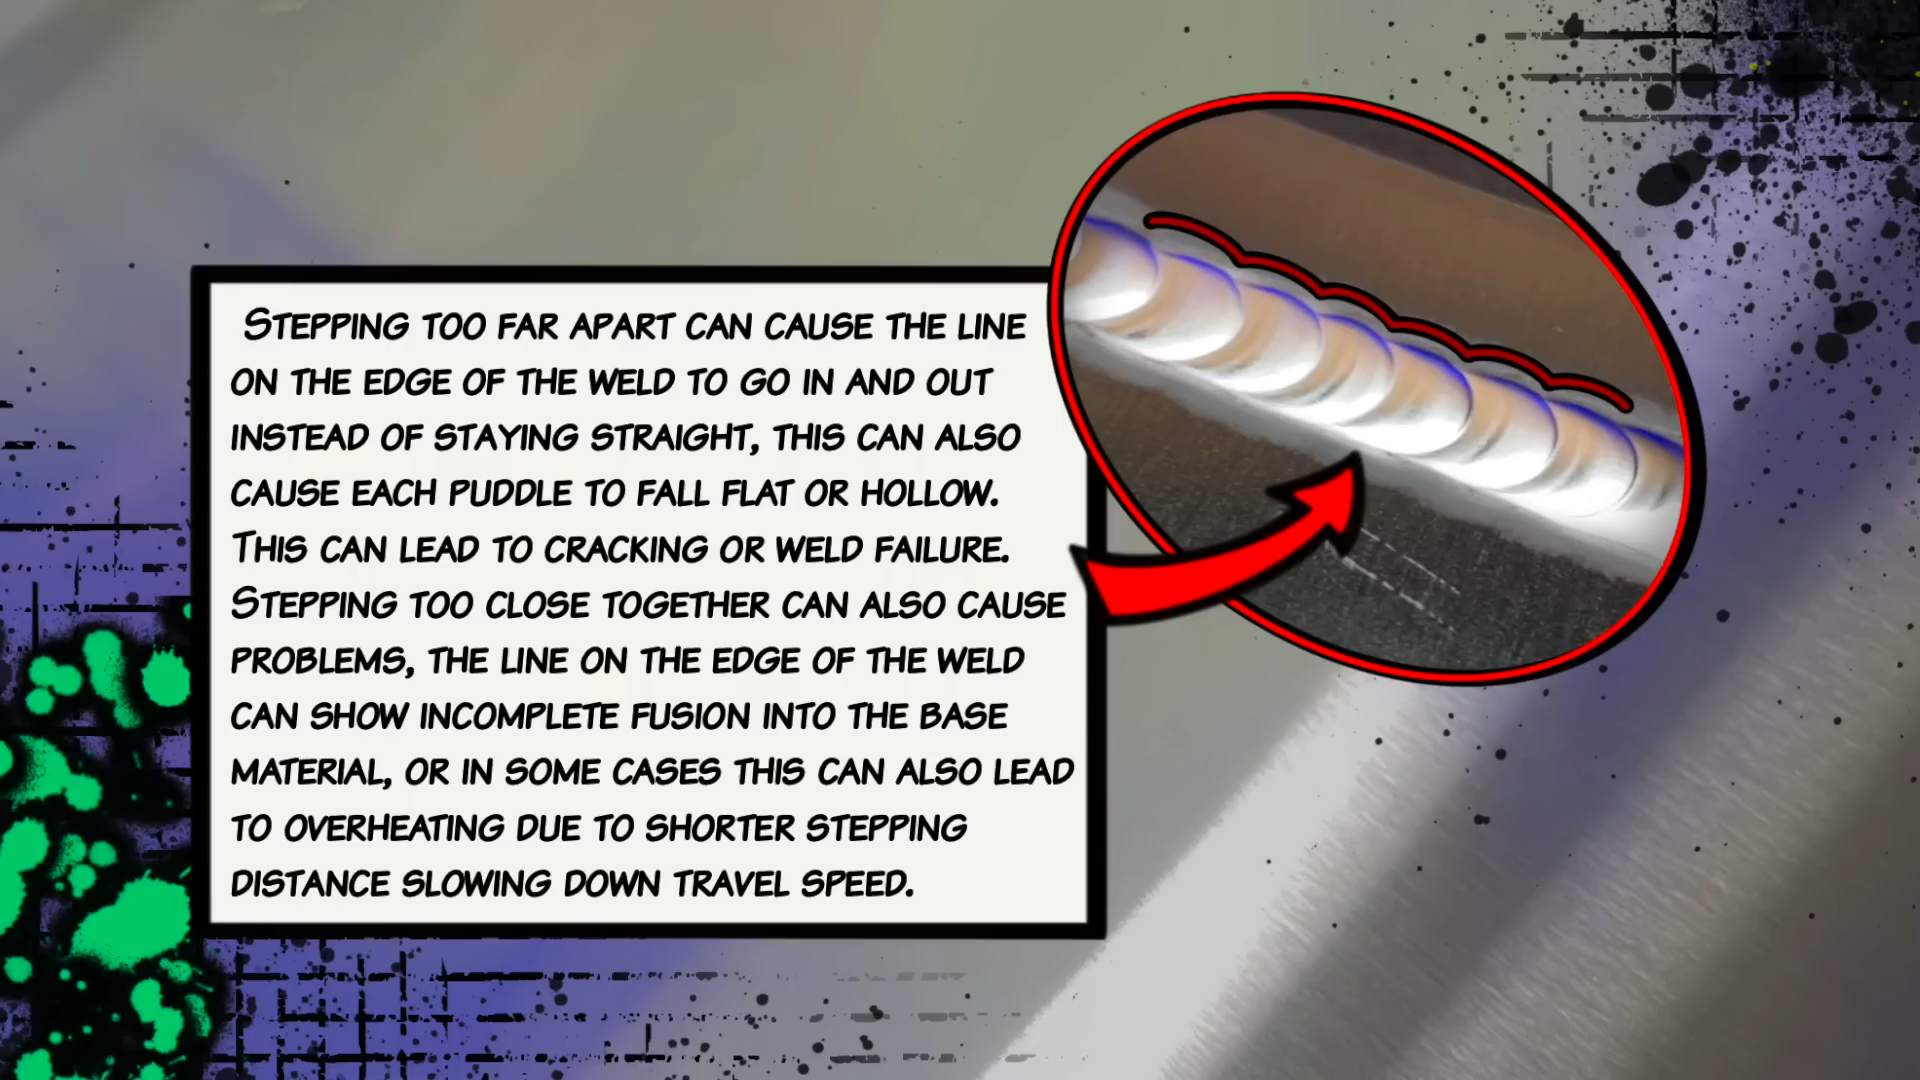 Stepping too far apart can cause the line
on the edge of the weld to go in and out
instead of staying straight, this can also
cause each puddle to fall flat or hollow.
This can lead to cracking or weld failure.
Stepping too close together can also cause
problems, the line on the edge of the weld
can show incomplete fusion into the base
material, or in some cases this can also lead
to overheating due to shorter stepping
distance slowing down travel speed.